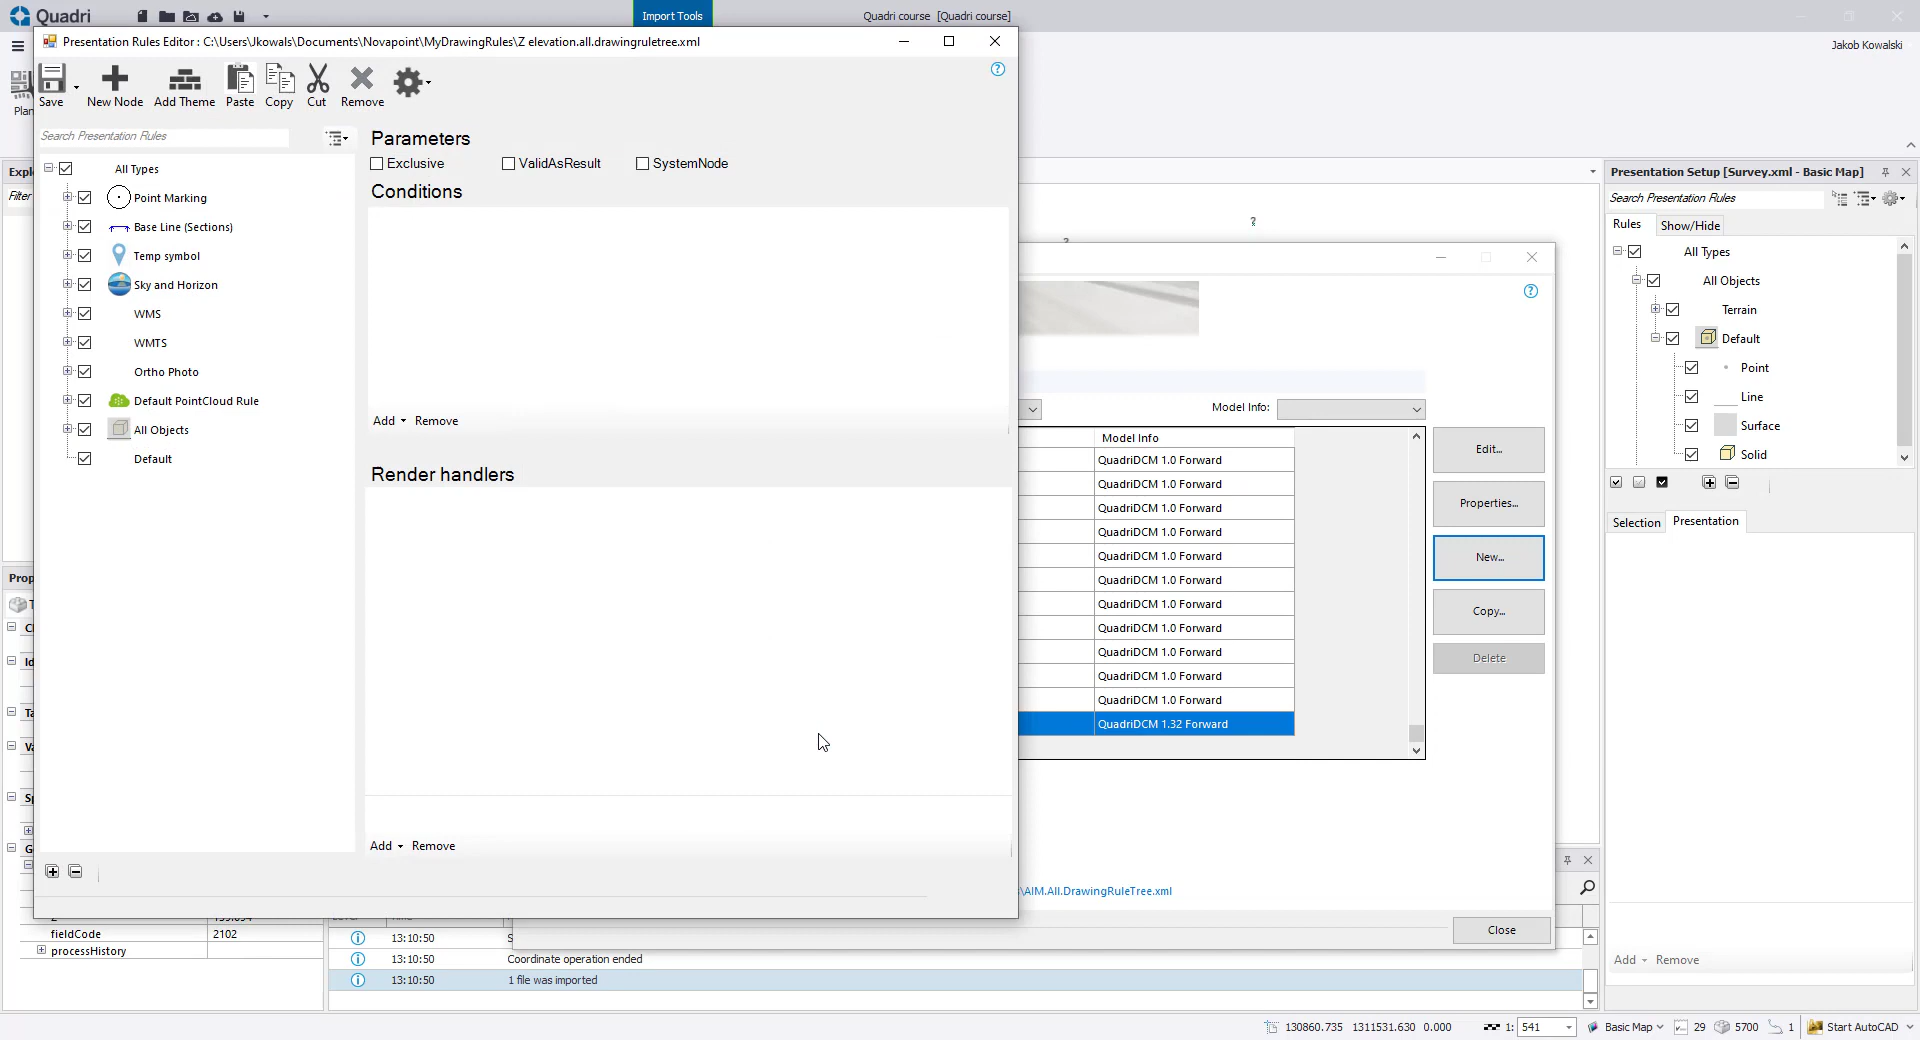 Quadri
Import Tools
Quadri course [Quadri course]
Jakob Kowalski
Presentation Rules Editor : C:\Users\Jkowals\Documents\Novapoint\MyDrawingRules\Z elevation.all.drawingruletree.xml
Save
New Node
Add Theme
Paste
Copy
Cut
Remove
Plan
Search Presentation Rules
All Types
Point Marking
Base Line (Sections)
Temp symbol
Sky and Horizon
WMS
WMTS
Ortho Photo
Default PointCloud Rule
All Objects
Default
Parameters
Exclusive
ValidAsResult
SystemNode
Conditions
Add
Remove
Render handlers
Add
Remove
Expl
Filter
Prop
T
Cl
Id
Ta
Va
Sp
G
fieldCode
2102
processHistory
Model Info:
Model Info
QuadriDCM 1.0 Forward
QuadriDCM 1.0 Forward
QuadriDCM 1.0 Forward
QuadriDCM 1.0 Forward
QuadriDCM 1.0 Forward
QuadriDCM 1.0 Forward
QuadriDCM 1.0 Forward
QuadriDCM 1.0 Forward
QuadriDCM 1.0 Forward
QuadriDCM 1.0 Forward
QuadriDCM 1.0 Forward
QuadriDCM 1.32 Forward
Edit...
Properties...
New...
Copy...
Delete
\AIM.All.DrawingRuleTree.xml
Close
13:10:50 S
13:10:50 Coordinate operation ended
13:10:50 1 file was imported
Presentation Setup [Survey.xml - Basic Map]
Search Presentation Rules
Rules
Show/Hide
All Types
All Objects
Terrain
Default
Point
Line
Surface
Solid
Selection
Presentation
Add
Remove
130860.735 1311531.630 0.000
1: 541
Basic Map
29
5700
1
Start AutoCAD